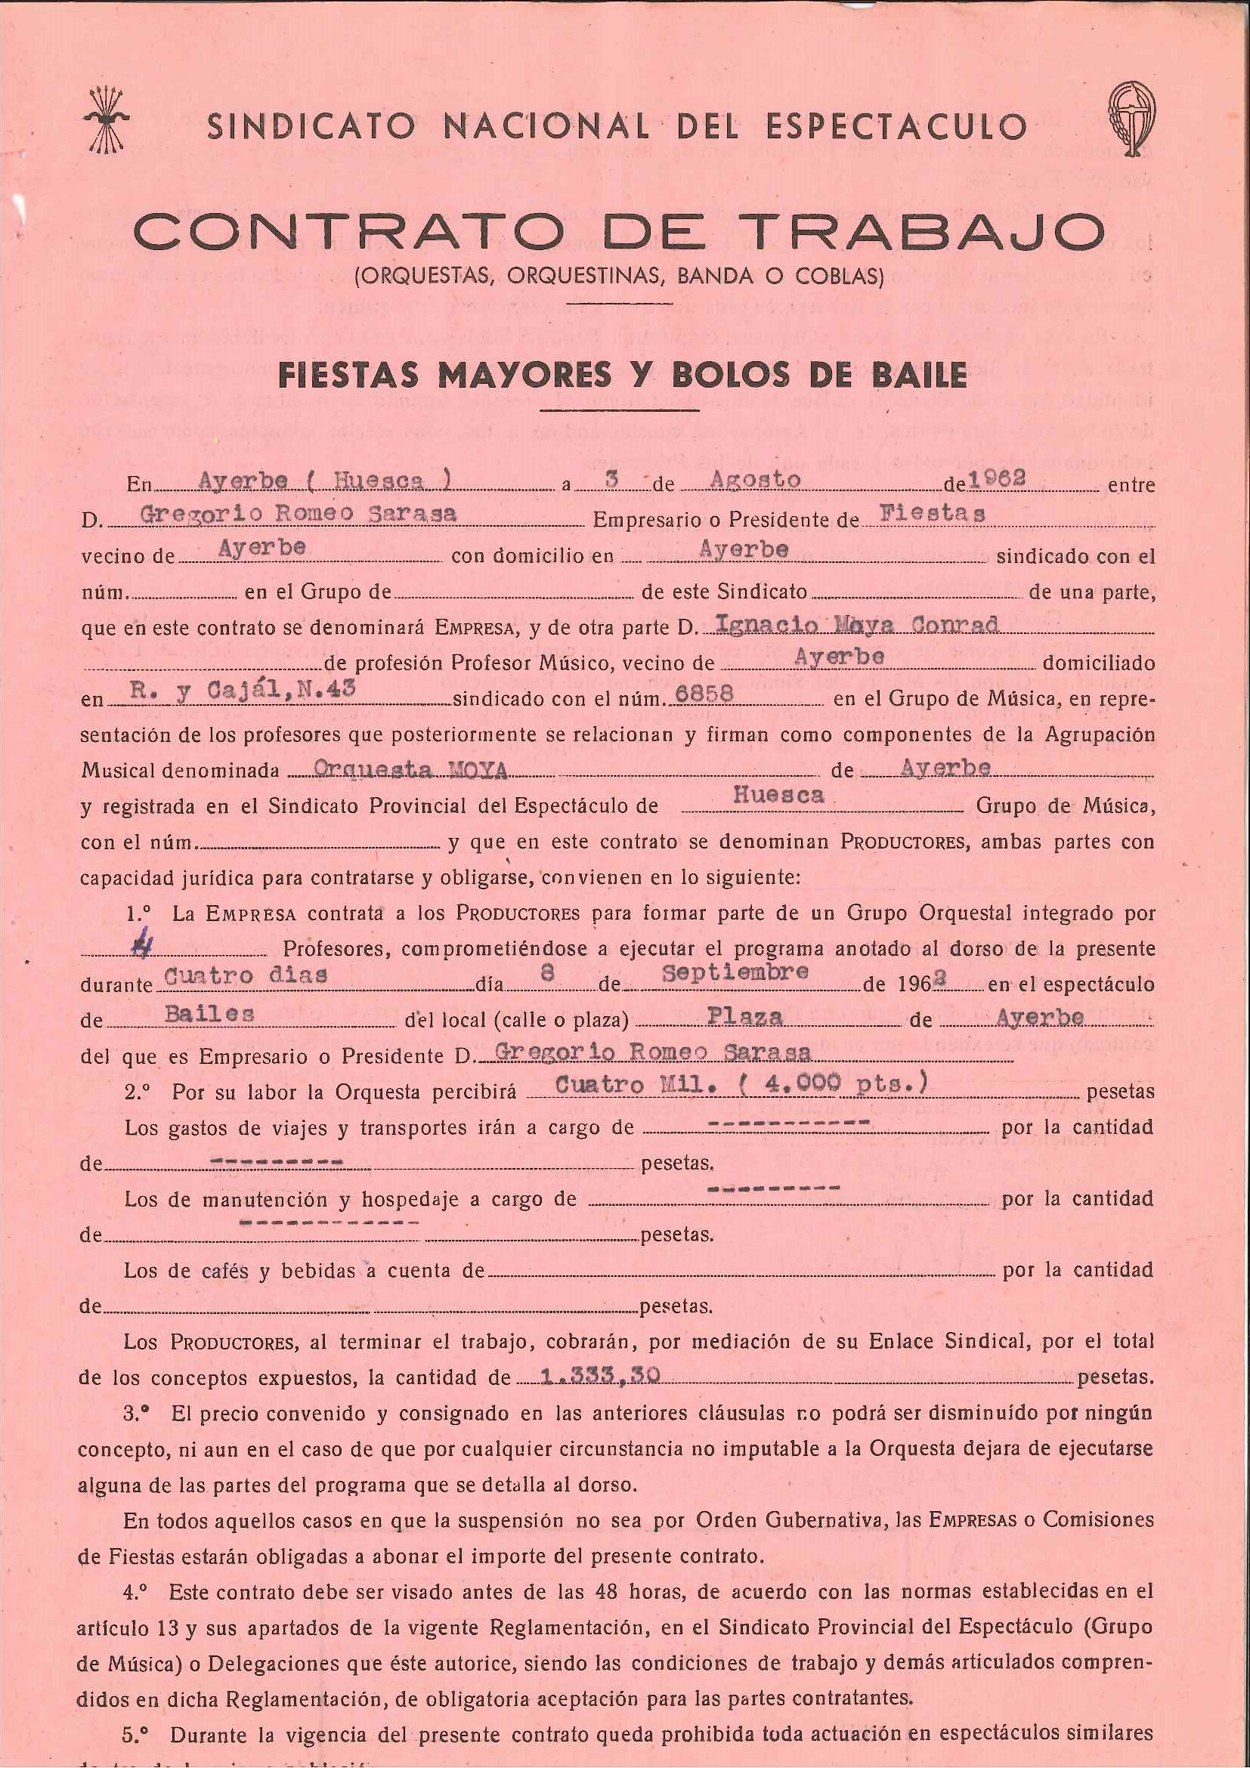 SINDICATO NACIONAL DEL ESPECTACULO
CONTRATO DE TRABAJO
(ORQUESTAS, ORQUESTINAS, BANDA O COBLAS)
FIESTAS MAYORES Y BOLOS DE BAILE
En Ayerbe ( Huesca ) a 3 de Agosto de 1962 entre
D. Gregorio Romeo Sarasa Empresario o Presidente de Fiestas
vecino de Ayerbe con domicilio en Ayerbe sindicado con el
núm. en el Grupo de de este Sindicato de una parte,
que en este contrato se denominará EMPRESA, y de otra parte D. Ignacio Moya Conrad
de profesión Profesor Músico, vecino de Ayerbe domiciliado
en R. y Cajál,N.43 sindicado con el núm. 6858 en el Grupo de Música, en repre-
sentación de los profesores que posteriormente se relacionan y firman como componentes de la Agrupación
Musical denominada Orquesta MOYA de Ayerbe
y registrada en el Sindicato Provincial del Espectáculo de Huesca Grupo de Música,
con el núm. y que en este contrato se denominan PRODUCTORES, ambas partes con
capacidad jurídica para contratarse y obligarse, convienen en lo siguiente:
1.º La EMPRESA contrata a los PRODUCTORES para formar parte de un Grupo Orquestal integrado por
4 Profesores, comprometiéndose a ejecutar el programa anotado al dorso de la presente
durante Cuatro dias día 8 de Septiembre de 196 en el espectáculo
de Bailes del local (calle o plaza) Plaza de Ayerbe
del que es Empresario o Presidente D. Gregorio Romeo Sarasa
2.º Por su labor la Orquesta percibirá Cuatro Mil. ( 4.000 pts.) pesetas
Los gastos de viajes y transportes irán a cargo de ----------- por la cantidad
de --------- pesetas.
Los de manutención y hospedaje a cargo de --------- por la cantidad
de ------------ pesetas.
Los de cafés y bebidas a cuenta de por la cantidad
de pesetas.
Los PRODUCTORES, al terminar el trabajo, cobrarán, por mediación de su Enlace Sindical, por el total
de los conceptos expuestos, la cantidad de 1.333,30 pesetas.
3.º El precio convenido y consignado en las anteriores cláusulas no podrá ser disminuído por ningún
concepto, ni aun en el caso de que por cualquier circunstancia no imputable a la Orquesta dejara de ejecutarse
alguna de las partes del programa que se detalla al dorso.
En todos aquellos casos en que la suspensión no sea por Orden Gubernativa, las EMPRESAS o Comisiones
de Fiestas estarán obligadas a abonar el importe del presente contrato.
4.º Este contrato debe ser visado antes de las 48 horas, de acuerdo con las normas establecidas en el
artículo 13 y sus apartados de la vigente Reglamentación, en el Sindicato Provincial del Espectáculo (Grupo
de Música) o Delegaciones que éste autorice, siendo las condiciones de trabajo y demás articulados compren-
didos en dicha Reglamentación, de obligatoria aceptación para las partes contratantes.
5.º Durante la vigencia del presente contrato queda prohibida toda actuación en espectáculos similares